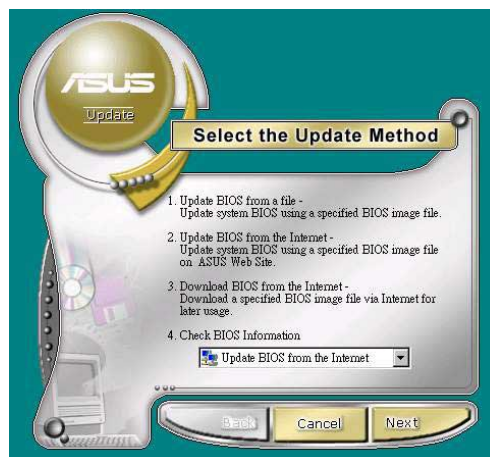 ASUS
Update
Select the Update Method
1. Update BIOS from a file -
Update system BIOS using a specified BIOS image file.
2. Update BIOS from the Internet -
Update system BIOS using a specified BIOS image file
on ASUS Web Site.
3. Download BIOS from the Internet -
Download a specified BIOS image file via Internet for
later usage.
4. Check BIOS Information
Update BIOS from the Internet
Back
Cancel
Next